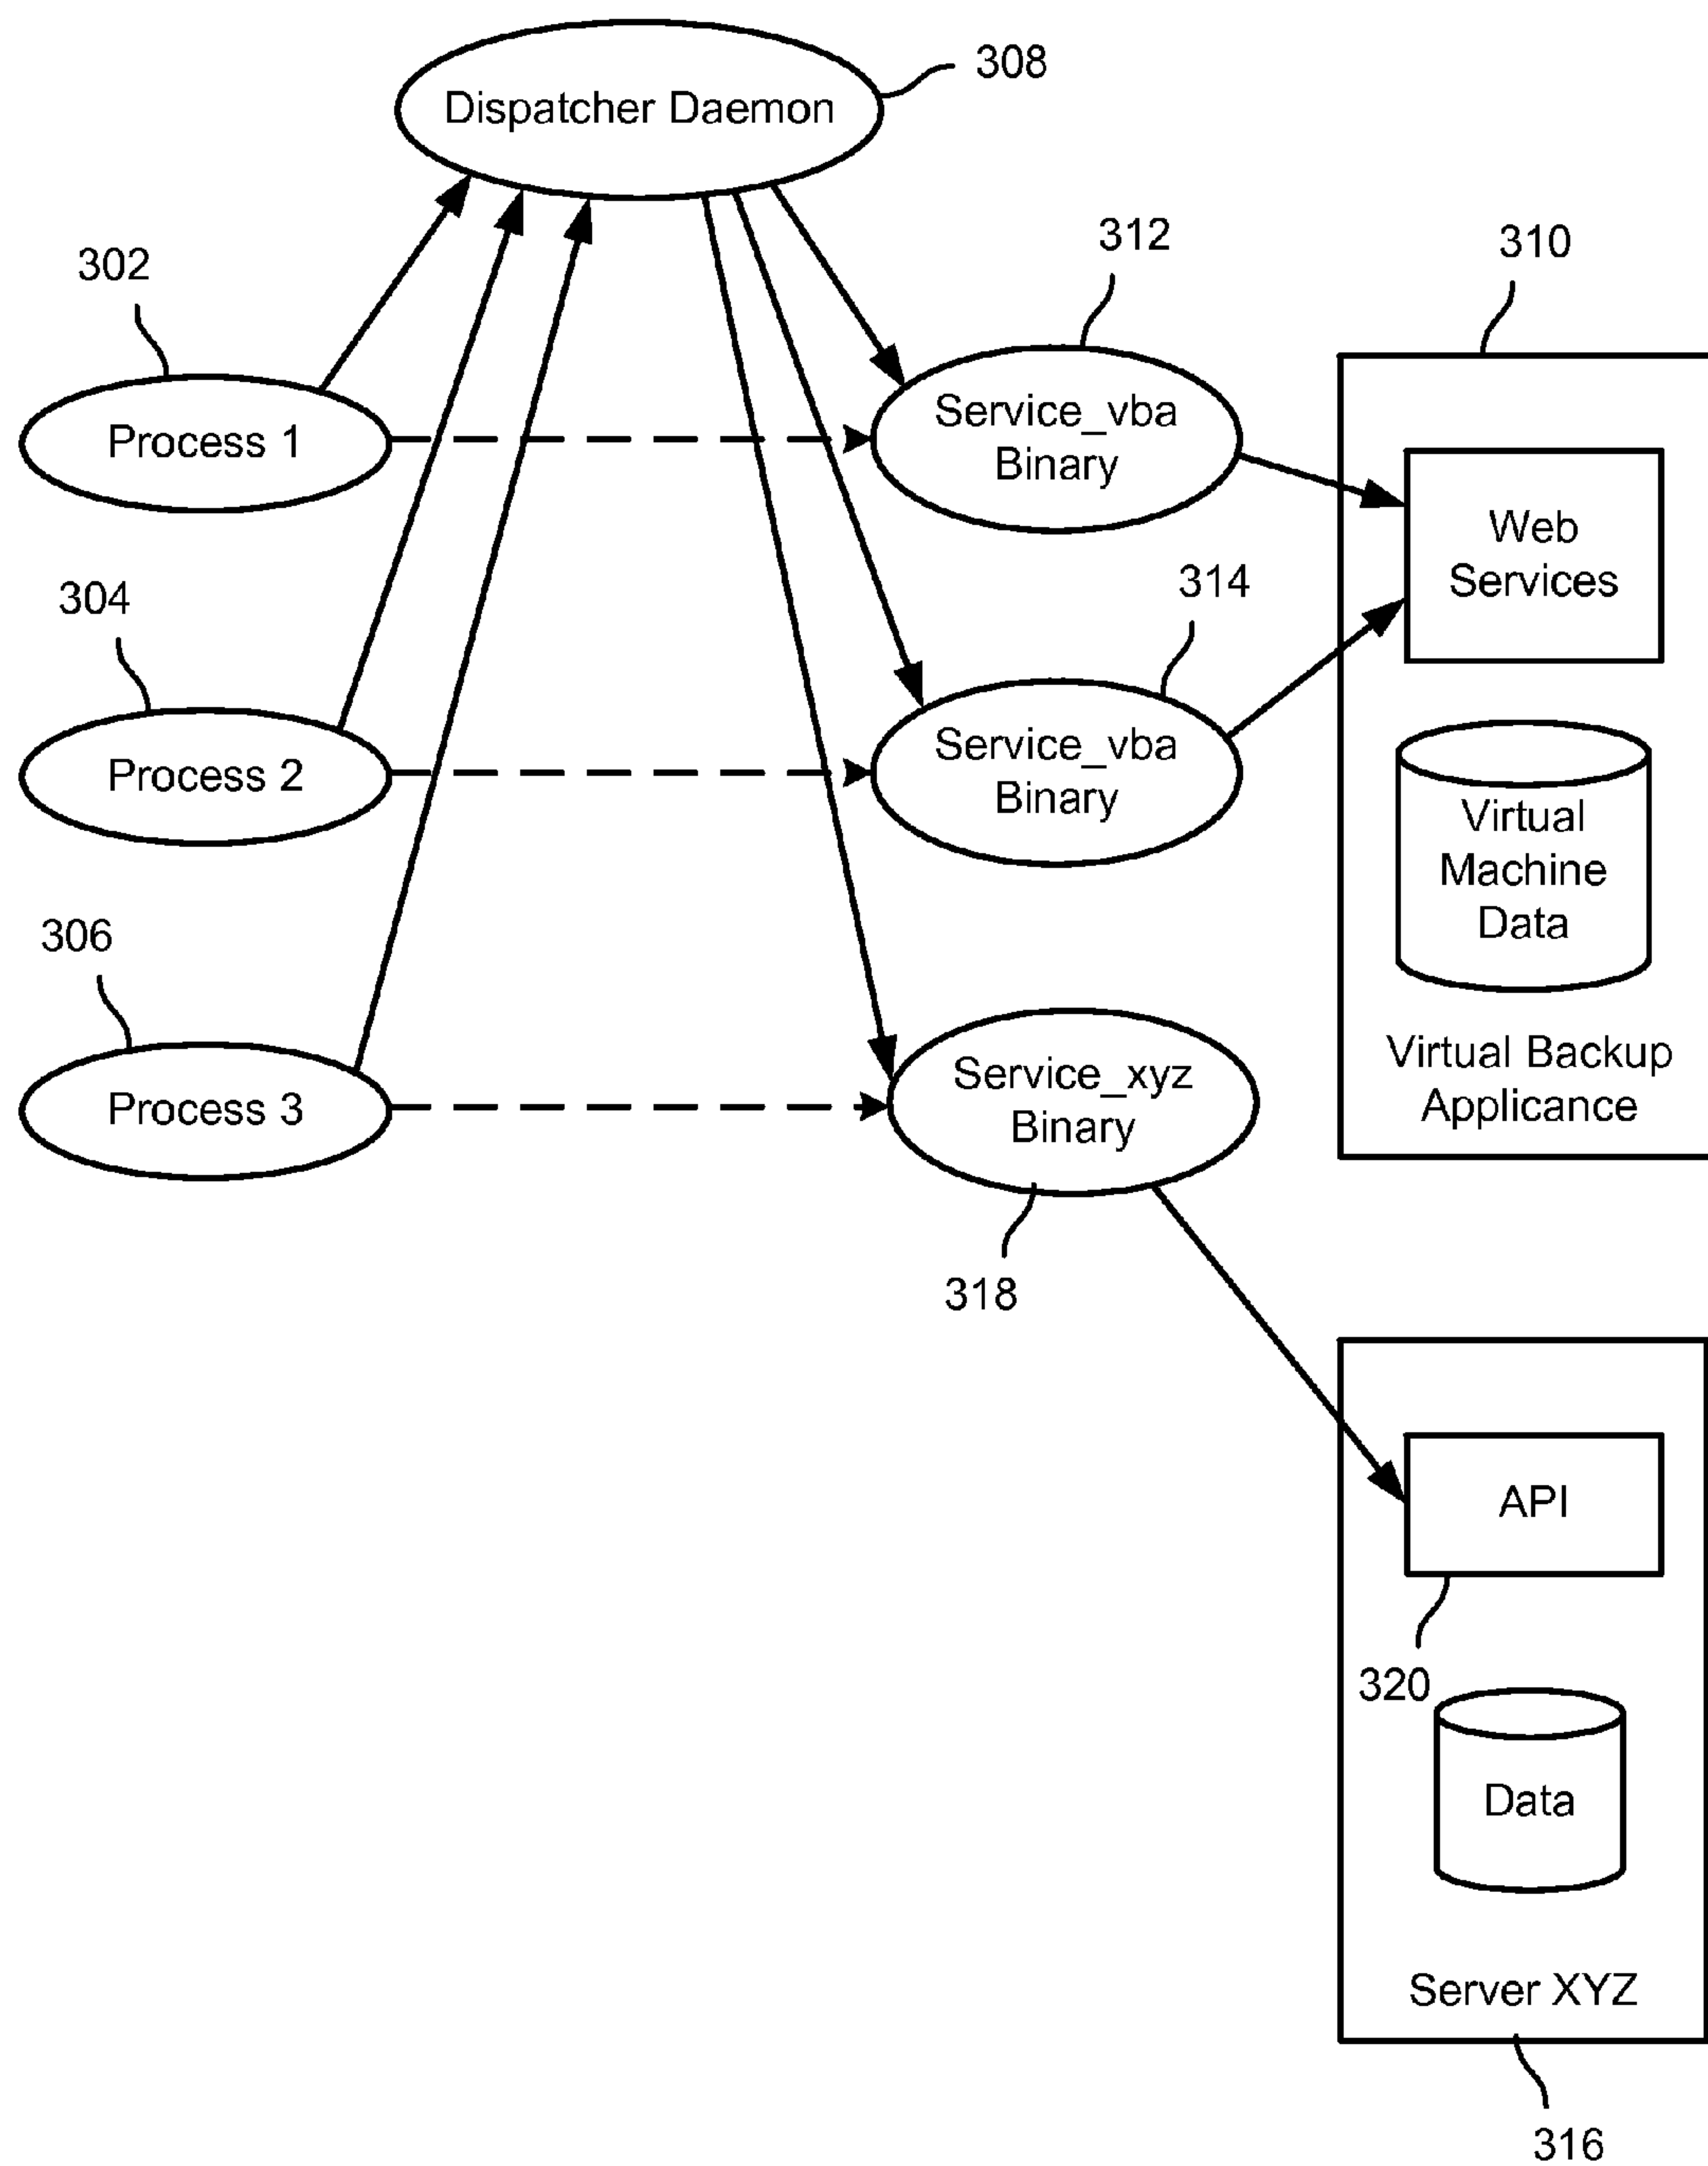 308
Dispatcher Daemon
302
312
310
Process 1
Service_vba
Binary
Web
Services
304
314
Process 2
Service_vba
Binary
Virtual
Machine
Data
306
Process 3
Service_xyz
Binary
Virtual Backup
Applicance
318
API
320
Data
Server XYZ
316